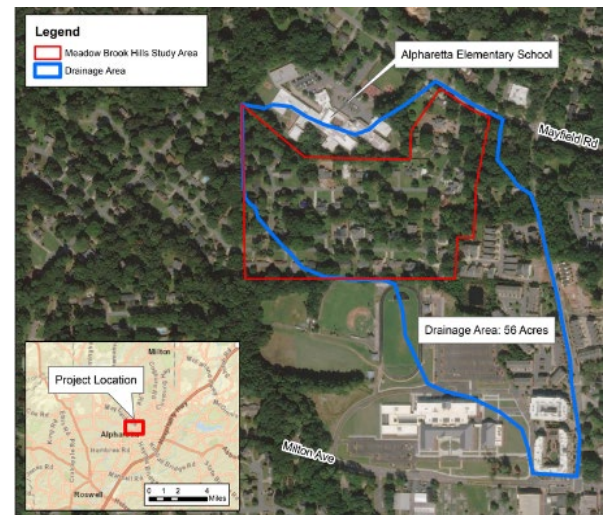 Legend
Meadow Brook Hills Study Area
Drainage Area
Alpharetta Elementary School
Mayfield Rd
Drainage Area: 56 Acres
Milton Ave
Project Location
Milton
Roswell
0 1 2 4
Miles